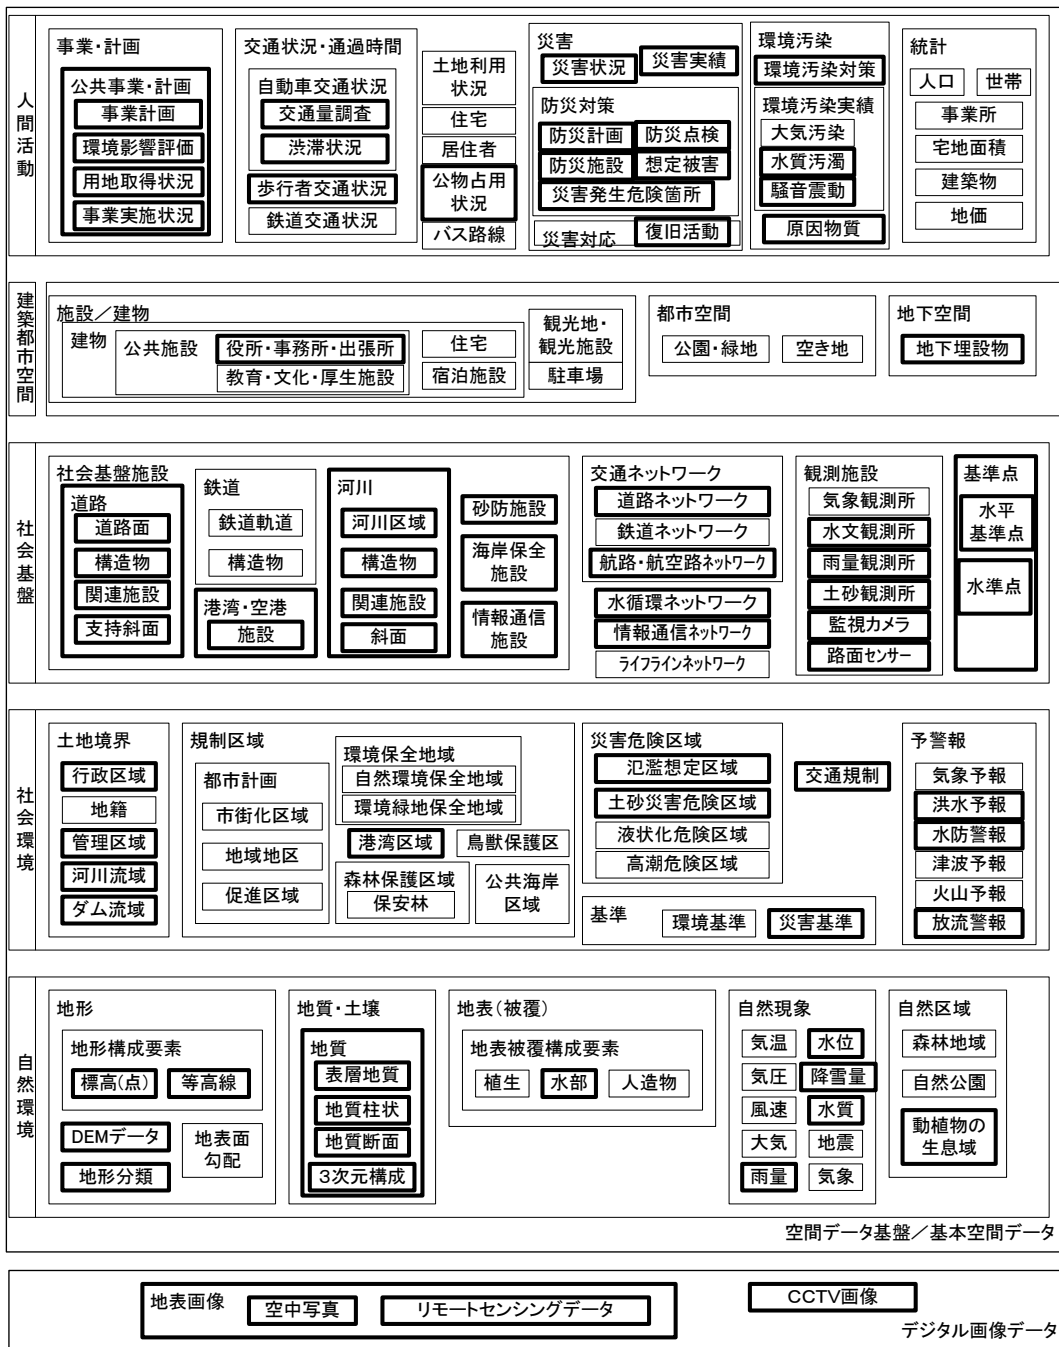 人間活動
事業・計画
公共事業・計画
事業計画
環境影響評価
用地取得状況
事業実施状況
交通状況・通過時間
自動車交通状況
交通量調査
渋滞状況
歩行者交通状況
鉄道交通状況
土地利用
状況
住宅
居住者
公物占用
状況
バス路線
災害
災害状況
災害実績
防災対策
防災計画
防災点検
防災施設
想定被害
災害発生危険箇所
災害対応
復旧活動
環境汚染
環境汚染対策
環境汚染実績
大気汚染
水質汚濁
騒音震動
原因物質
統計
人口
世帯
事業所
宅地面積
建築物
地価
建築都市空間
施設／建物
建物
公共施設
役所・事務所・出張所
教育・文化・厚生施設
住宅
宿泊施設
観光地・
観光施設
駐車場
都市空間
公園・緑地
空き地
地下空間
地下埋設物
社会基盤
社会基盤施設
道路
道路面
構造物
関連施設
支持斜面
鉄道
鉄道軌道
構造物
港湾・空港
施設
河川
河川区域
構造物
関連施設
斜面
砂防施設
海岸保全
施設
情報通信
施設
交通ネットワーク
道路ネットワーク
鉄道ネットワーク
航路・航空路ネットワーク
水循環ネットワーク
情報通信ネットワーク
ライフラインネットワーク
観測施設
気象観測所
水文観測所
雨量観測所
土砂観測所
監視カメラ
路面センサー
基準点
水平
基準点
水準点
社会環境
土地境界
行政区域
地籍
管理区域
河川流域
ダム流域
規制区域
都市計画
市街化区域
地域地区
促進区域
環境保全地域
自然環境保全地域
環境緑地保全地域
港湾区域
鳥獣保護区
森林保護区域
保安林
公共海岸
区域
災害危険区域
氾濫想定区域
土砂災害危険区域
液状化危険区域
高潮危険区域
基準
環境基準
災害基準
交通規制
予警報
気象予報
洪水予報
水防警報
津波予報
火山予報
放流警報
自然環境
地形
地形構成要素
標高(点)
等高線
DEMデータ
地形分類
地表面
勾配
地質・土壌
地質
表層地質
地質柱状
地質断面
３次元構成
地表(被覆)
地表被覆構成要素
植生
水部
人造物
自然現象
気温
水位
気圧
降雪量
風速
水質
大気
地震
雨量
気象
自然区域
森林地域
自然公園
動植物の
生息域
空間データ基盤／基本空間データ
地表画像
空中写真
リモートセンシングデータ
CCTV画像
デジタル画像データ